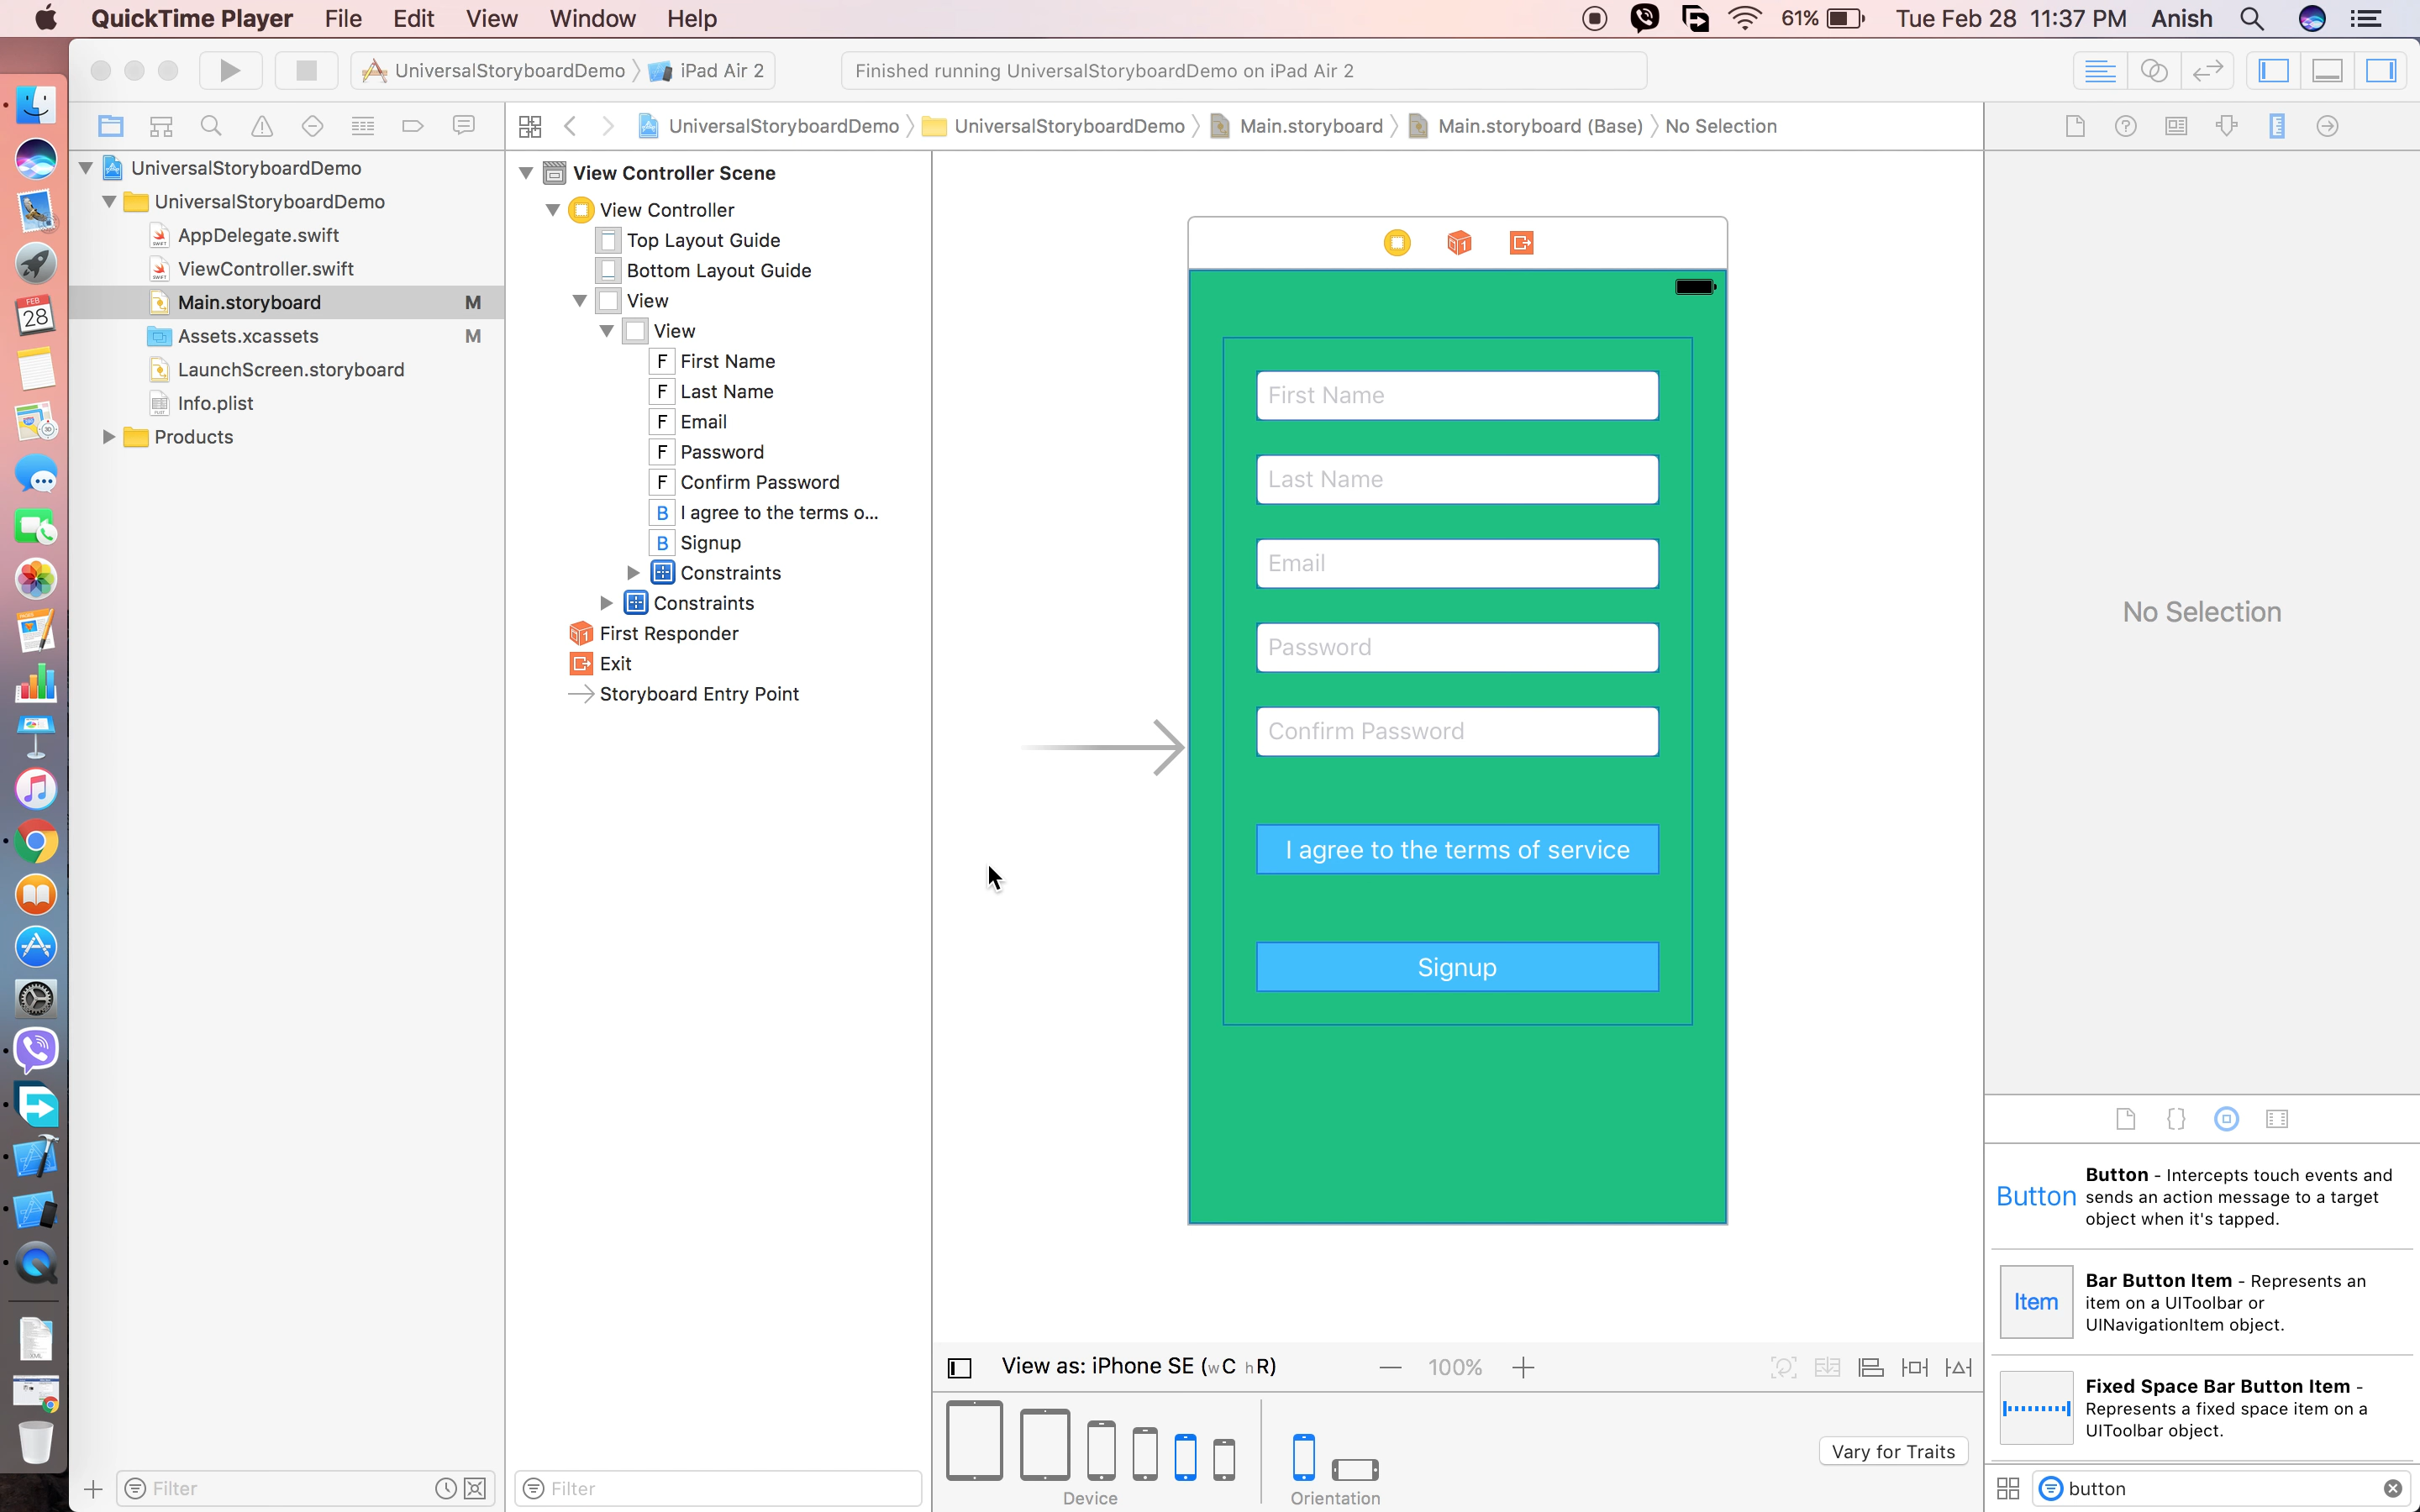 QuickTime Player File Edit View Window Help 61% Tue Feb 28 11:37 PM Anish
UniversalStoryboardDemo iPad Air 2
Finished running UniversalStoryboardDemo on iPad Air 2
UniversalStoryboardDemo UniversalStoryboardDemo Main.storyboard Main.storyboard (Base) No Selection
UniversalStoryboardDemo
UniversalStoryboardDemo
AppDelegate.swift
ViewController.swift
Main.storyboard M
Assets.xcassets M
LaunchScreen.storyboard
Info.plist
Products
FEB
28
View Controller Scene
View Controller
Top Layout Guide
Bottom Layout Guide
View
View
F First Name
F Last Name
F Email
F Password
F Confirm Password
B I agree to the terms o...
B Signup
Constraints
Constraints
First Responder
Exit
Storyboard Entry Point
First Name
Last Name
Email
Password
Confirm Password
I agree to the terms of service
Signup
No Selection
Button
Button - Intercepts touch events and
sends an action message to a target
object when it's tapped.
Item
Bar Button Item - Represents an
item on a UIToolbar or
UINavigationItem object.
Fixed Space Bar Button Item -
Represents a fixed space item on a
UIToolbar object.
View as: iPhone SE (wC hR)
100%
Device
Orientation
Vary for Traits
Filter
Filter
button